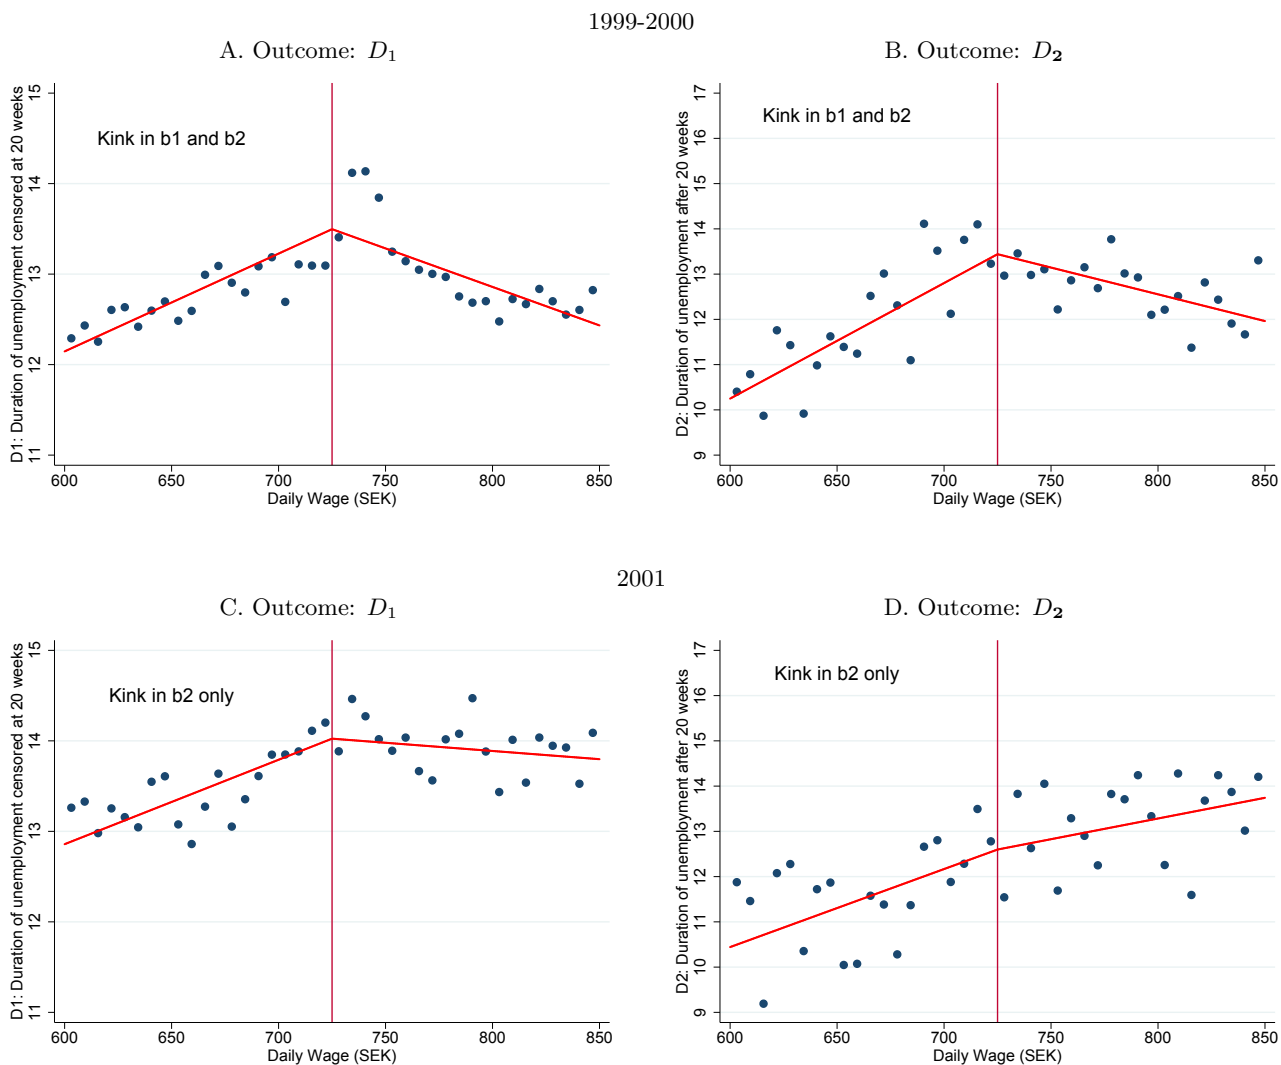 1999-2000
A. Outcome: D1
D1: Duration of unemployment censored at 20 weeks
15
14
13
12
11
Kink in b1 and b2
600 650 700 750 800 850
Daily Wage (SEK)
B. Outcome: D2
D2: Duration of unemployment after 20 weeks
17
16
15
14
13
12
11
10
9
Kink in b1 and b2
600 650 700 750 800 850
Daily Wage (SEK)
2001
C. Outcome: D1
D1: Duration of unemployment censored at 20 weeks
15
14
13
12
11
Kink in b2 only
600 650 700 750 800 850
Daily Wage (SEK)
D. Outcome: D2
D2: Duration of unemployment after 20 weeks
17
16
15
14
13
12
11
10
9
Kink in b2 only
600 650 700 750 800 850
Daily Wage (SEK)